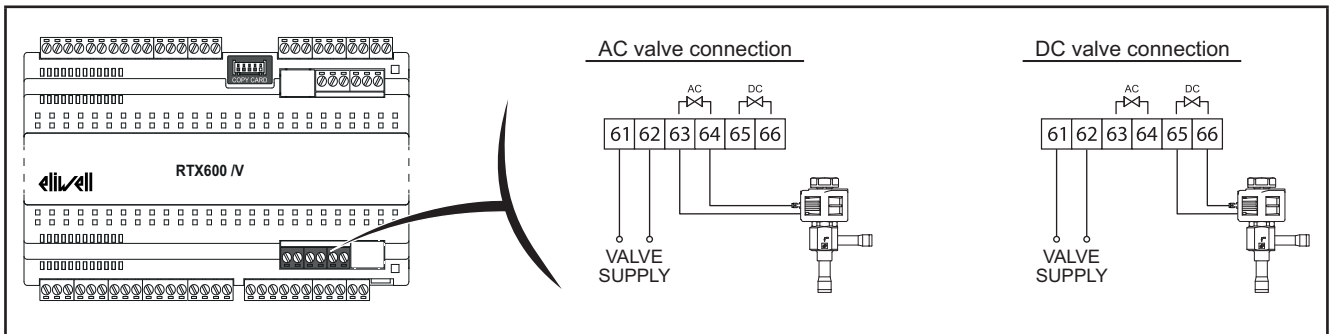 COPY CARD
RTX600 /V
eliwell
AC valve connection
AC DC
61 62 63 64 65 66
VALVE
SUPPLY
DC valve connection
AC DC
61 62 63 64 65 66
VALVE
SUPPLY